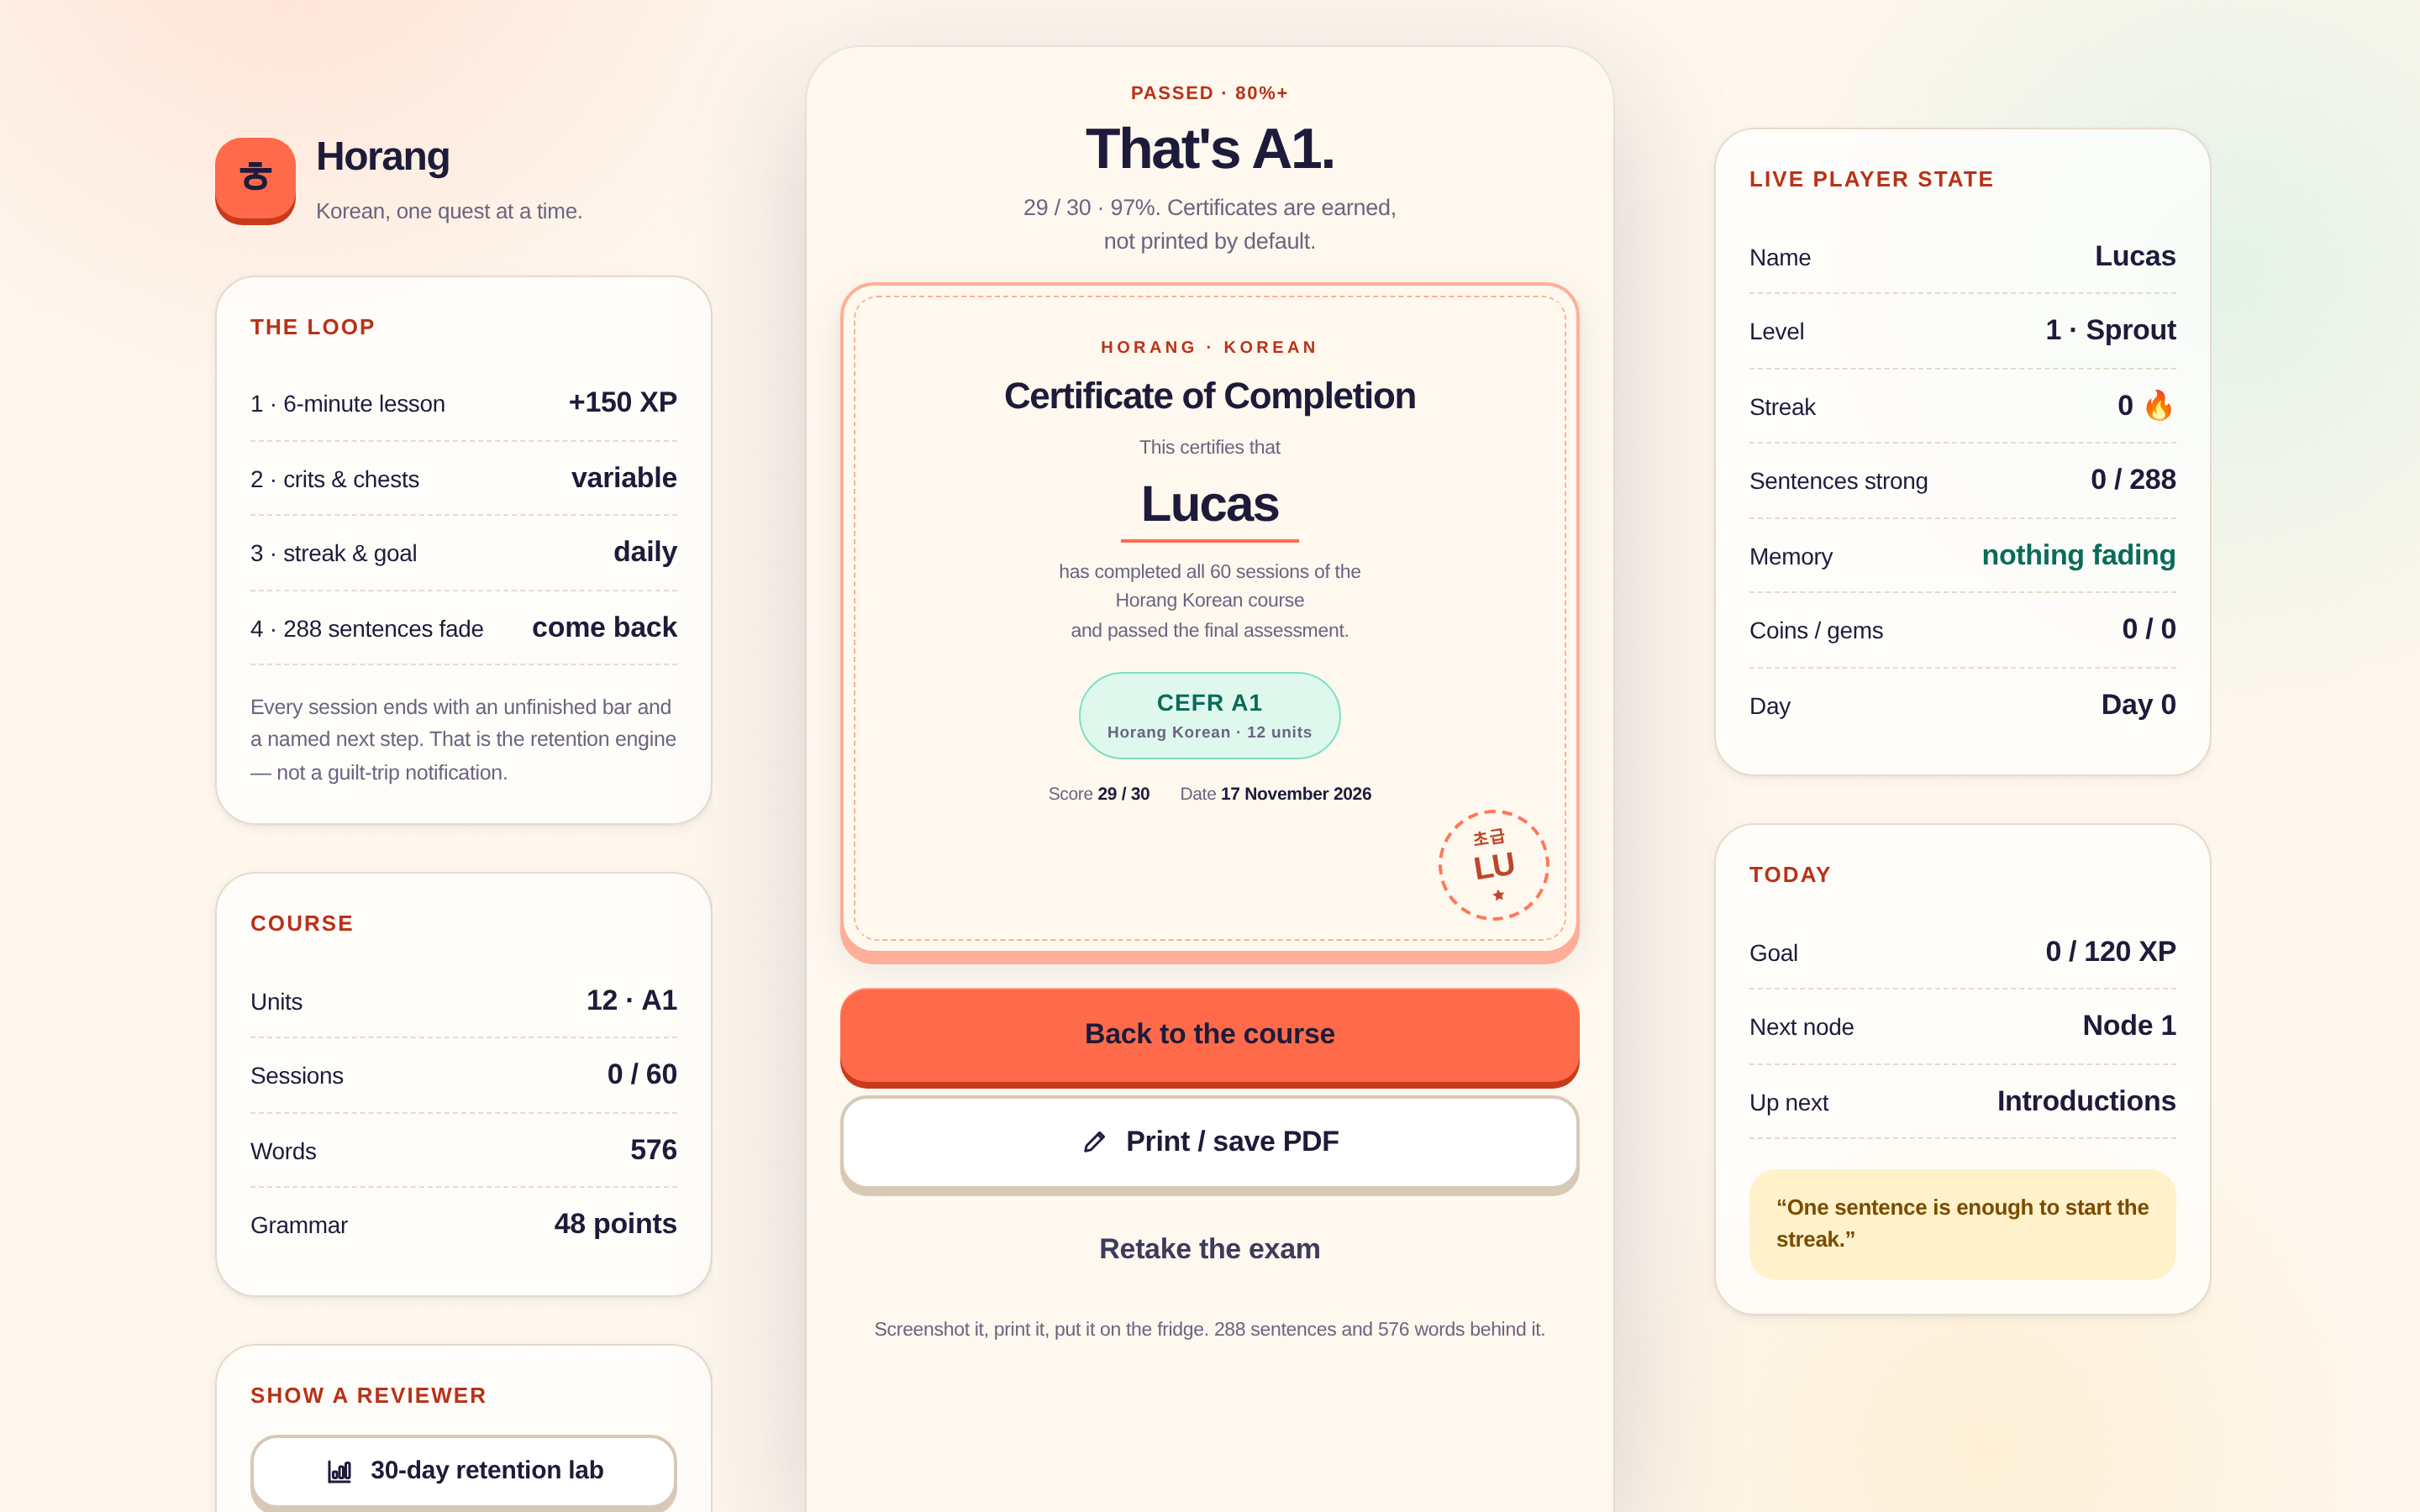 ㅎ
Horang
Korean, one quest at a time.
THE LOOP
1 · 6-minute lesson +150 XP
2 · crits & chests variable
3 · streak & goal daily
4 · 288 sentences fade come back
Every session ends with an unfinished bar and
a named next step. That is the retention engine
— not a guilt-trip notification.
COURSE
Units 12 · A1
Sessions 0 / 60
Words 576
Grammar 48 points
SHOW A REVIEWER
30-day retention lab
PASSED · 80%+
That's A1.
29 / 30 · 97%. Certificates are earned,
not printed by default.
HORANG · KOREAN
Certificate of Completion
This certifies that
Lucas
has completed all 60 sessions of the
Horang Korean course
and passed the final assessment.
CEFR A1
Horang Korean · 12 units
Score 29 / 30 Date 17 November 2026
초급
LU
Back to the course
Print / save PDF
Retake the exam
Screenshot it, print it, put it on the fridge. 288 sentences and 576 words behind it.
LIVE PLAYER STATE
Name Lucas
Level 1 · Sprout
Streak 0 🔥
Sentences strong 0 / 288
Memory nothing fading
Coins / gems 0 / 0
Day Day 0
TODAY
Goal 0 / 120 XP
Next node Node 1
Up next Introductions
“One sentence is enough to start the
streak.”